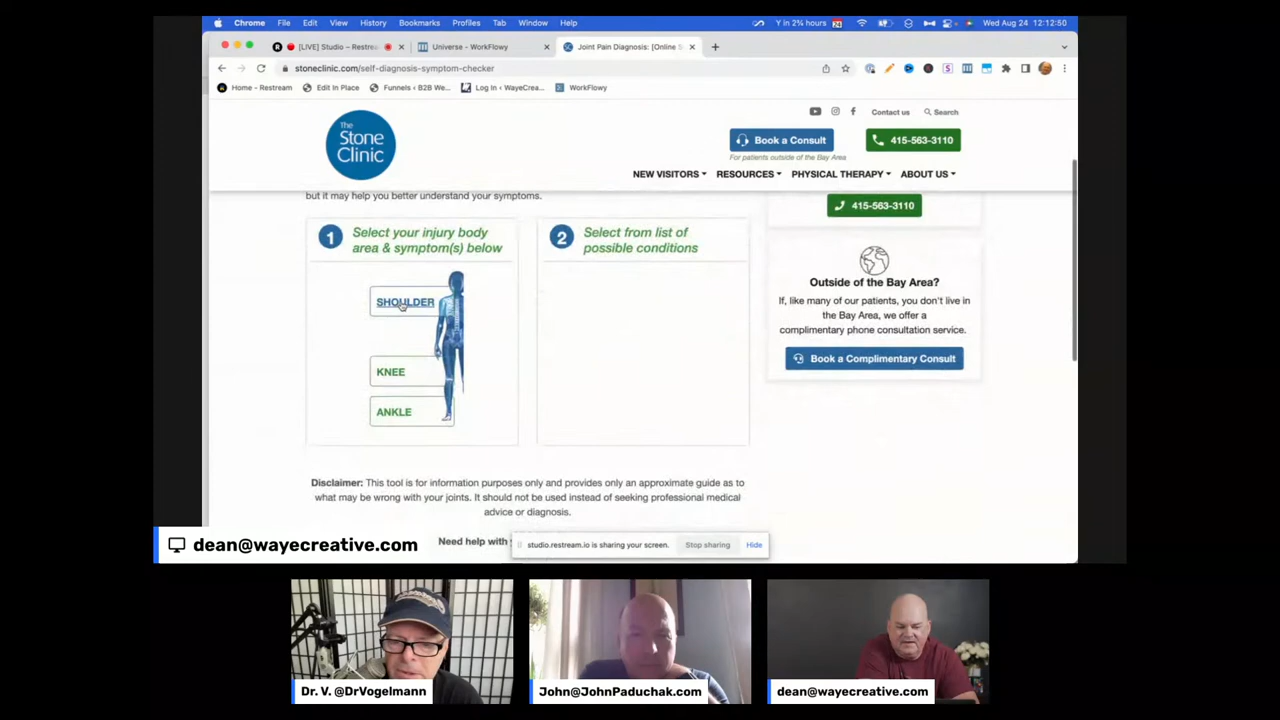 Chrome File Edit View History Bookmarks Profiles Tab Window Help
Y in 2¾ hours 24 Wed Aug 24 12:12:50
[LIVE] Studio – Restrea
Universe - WorkFlowy
Joint Pain Diagnosis: [Online S
stoneclinic.com/self-diagnosis-symptom-checker
Home - Restream Edit In Place Funnels ‹ B2B We... Log In ‹ WayeCrea... WorkFlowy
Contact us Search
The Stone Clinic
Book a Consult
415-563-3110
For patients outside of the Bay Area
NEW VISITORS RESOURCES PHYSICAL THERAPY ABOUT US
but it may help you better understand your symptoms.
415-563-3110
1 Select your injury body
area & symptom(s) below
2 Select from list of
possible conditions
SHOULDER
KNEE
ANKLE
Outside of the Bay Area?
If, like many of our patients, you don't live in
the Bay Area, we offer a
complimentary phone consultation service.
Book a Complimentary Consult
Disclaimer: This tool is for information purposes only and provides only an approximate guide as to
what may be wrong with your joints. It should not be used instead of seeking professional medical
advice or diagnosis.
Need help with
studio.restream.io is sharing your screen. Stop sharing Hide
dean@wayecreative.com
Dr. V. @DrVogelmann
John@JohnPaduchak.com
dean@wayecreative.com